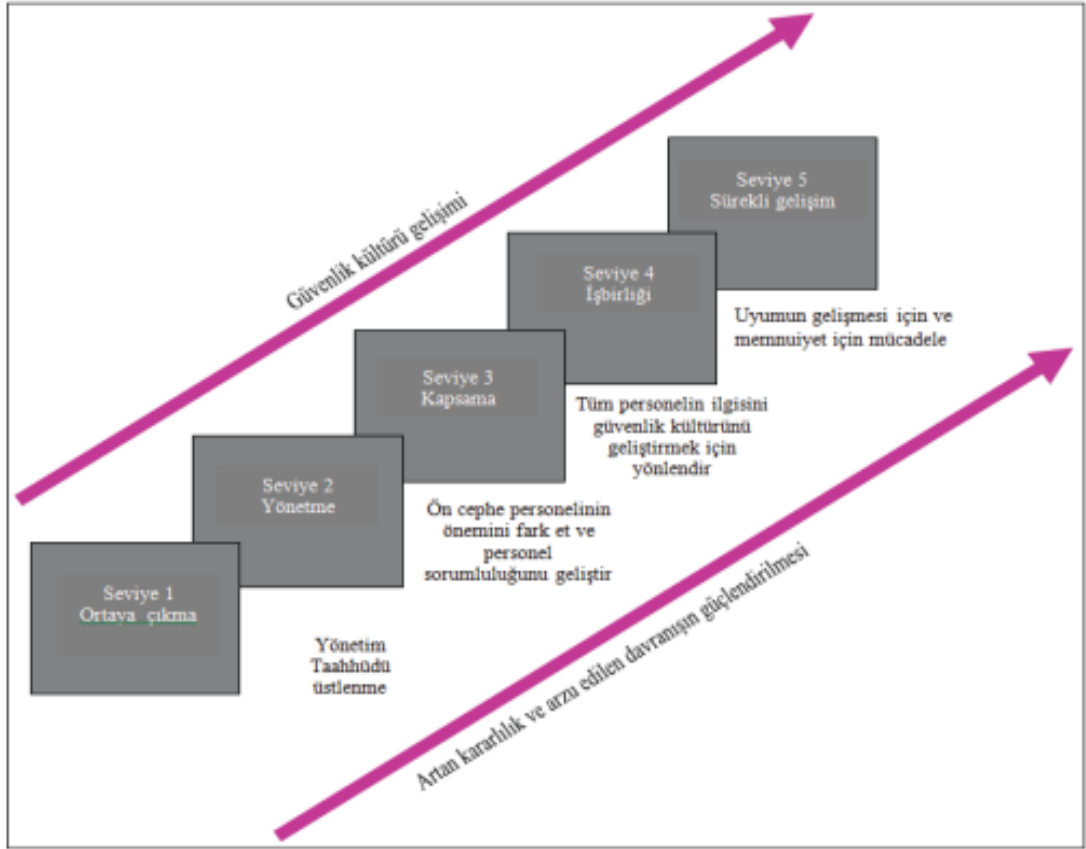 Güvenlik kültürü gelişimi
Seviye 5
Sürekli gelişim
Seviye 4
İşbirliği
Uyumun gelişmesi için ve
memnuiyet için mücadele
Seviye 3
Kapsama
Tüm personelin ilgisini
güvenlik kültürünü
geliştirmek için
yönlendir
Seviye 2
Yönetme
Ön cephe personelinin
önemini fark et ve
personel
sorumluluğunu geliştir
Seviye 1
Ortaya çıkma
Yönetim
Taahhüdü
üstlenme
Artan kararlılık ve arzu edilen davranışın güçlendirilmesi